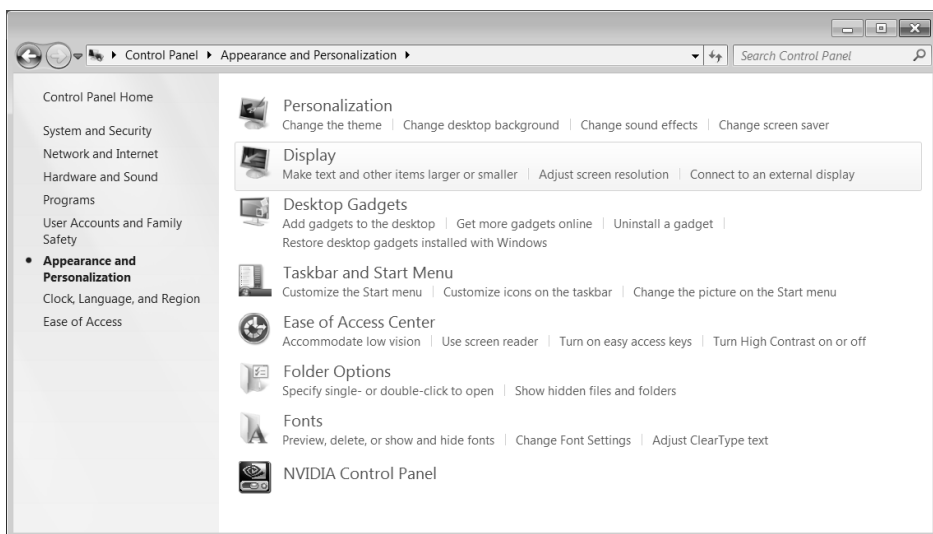 Control Panel ▸ Appearance and Personalization ▸
Search Control Panel
Control Panel Home
System and Security
Network and Internet
Hardware and Sound
Programs
User Accounts and Family
Safety
Appearance and
Personalization
Clock, Language, and Region
Ease of Access
Personalization
Change the theme | Change desktop background | Change sound effects | Change screen saver
Display
Make text and other items larger or smaller | Adjust screen resolution | Connect to an external display
Desktop Gadgets
Add gadgets to the desktop | Get more gadgets online | Uninstall a gadget |
Restore desktop gadgets installed with Windows
Taskbar and Start Menu
Customize the Start menu | Customize icons on the taskbar | Change the picture on the Start menu
Ease of Access Center
Accommodate low vision | Use screen reader | Turn on easy access keys | Turn High Contrast on or off
Folder Options
Specify single- or double-click to open | Show hidden files and folders
Fonts
Preview, delete, or show and hide fonts | Change Font Settings | Adjust ClearType text
NVIDIA Control Panel